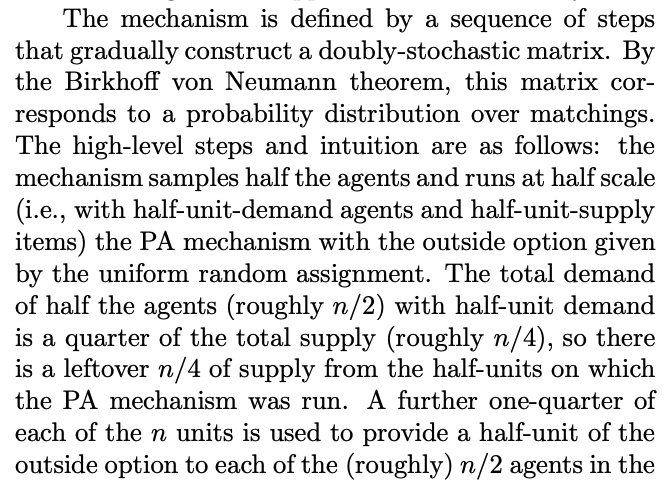 The mechanism is defined by a sequence of steps
that gradually construct a doubly-stochastic matrix. By
the Birkhoff von Neumann theorem, this matrix cor-
responds to a probability distribution over matchings.
The high-level steps and intuition are as follows: the
mechanism samples half the agents and runs at half scale
(i.e., with half-unit-demand agents and half-unit-supply
items) the PA mechanism with the outside option given
by the uniform random assignment. The total demand
of half the agents (roughly n/2) with half-unit demand
is a quarter of the total supply (roughly n/4), so there
is a leftover n/4 of supply from the half-units on which
the PA mechanism was run. A further one-quarter of
each of the n units is used to provide a half-unit of the
outside option to each of the (roughly) n/2 agents in the